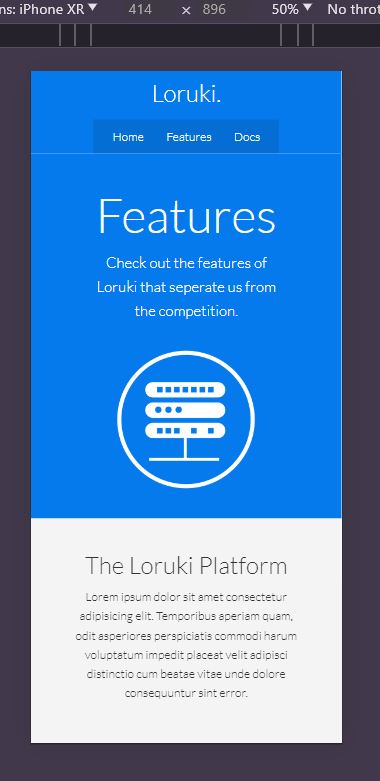 ns: iPhone XR ▼ 414 × 896 50% ▼ No throt
Loruki.
Home Features Docs
Features
Check out the features of
Loruki that seperate us from
the competition.
The Loruki Platform
Lorem ipsum dolor sit amet consectetur
adipisicing elit. Temporibus aperiam quam,
odit asperiores perspiciatis commodi harum
voluptatum impedit placeat velit adipisci
distinctio cum beatae vitae unde dolore
consequuntur sint error.